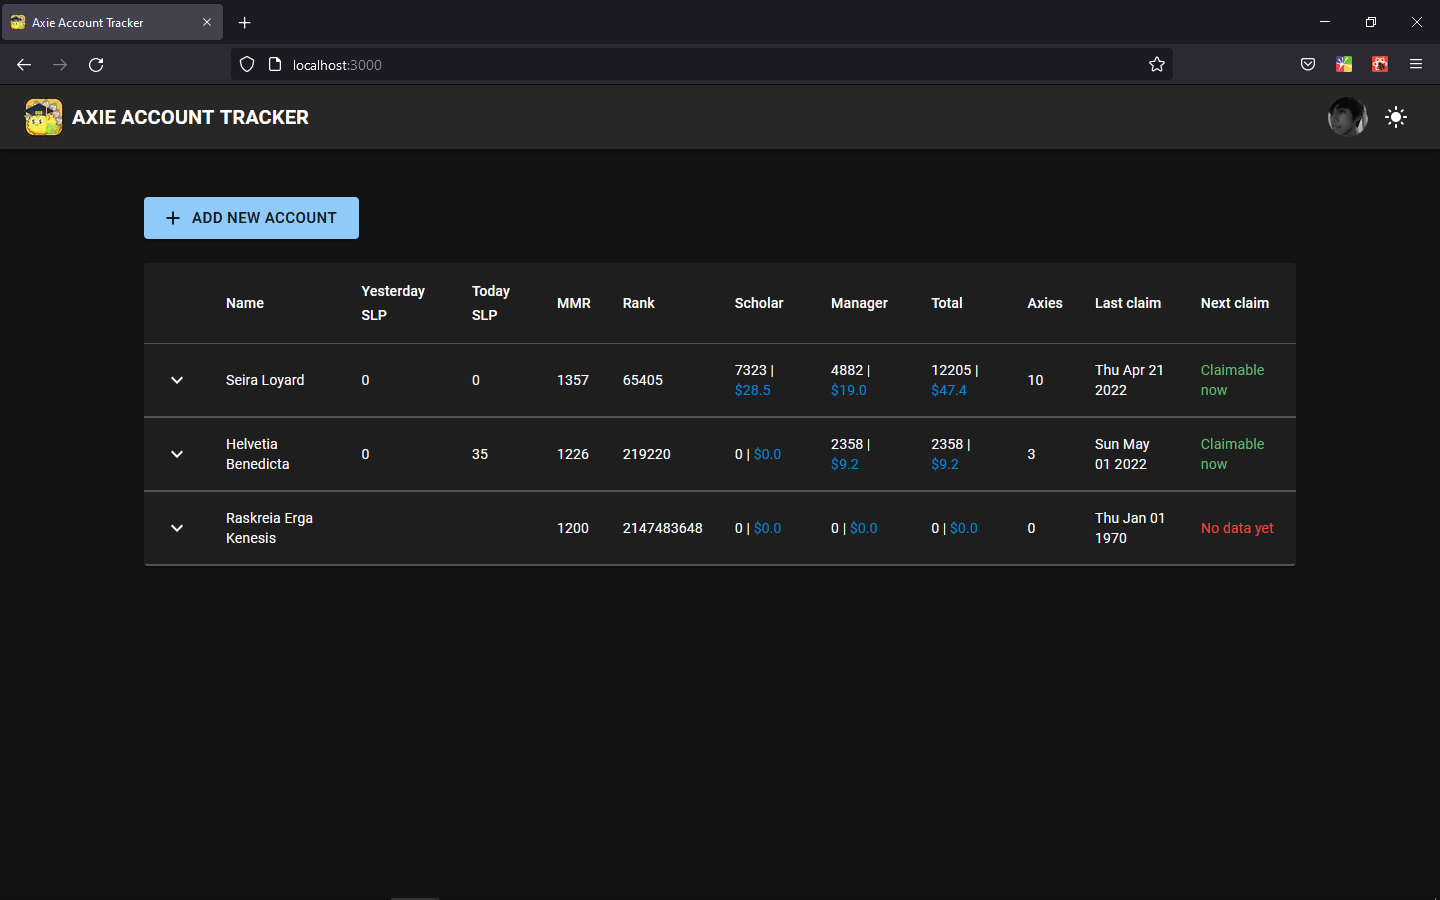 Axie Account Tracker
localhost:3000
AXIE ACCOUNT TRACKER
ADD NEW ACCOUNT
Name Yesterday SLP Today SLP MMR Rank Scholar Manager Total Axies Last claim Next claim
Seira Loyard 0 0 1357 65405 7323 | $28.5 4882 | $19.0 12205 | $47.4 10 Thu Apr 21 2022 Claimable now
Helvetia Benedicta 0 35 1226 219220 0 | $0.0 2358 | $9.2 2358 | $9.2 3 Sun May 01 2022 Claimable now
Raskreia Erga Kenesis 1200 2147483648 0 | $0.0 0 | $0.0 0 | $0.0 0 Thu Jan 01 1970 No data yet